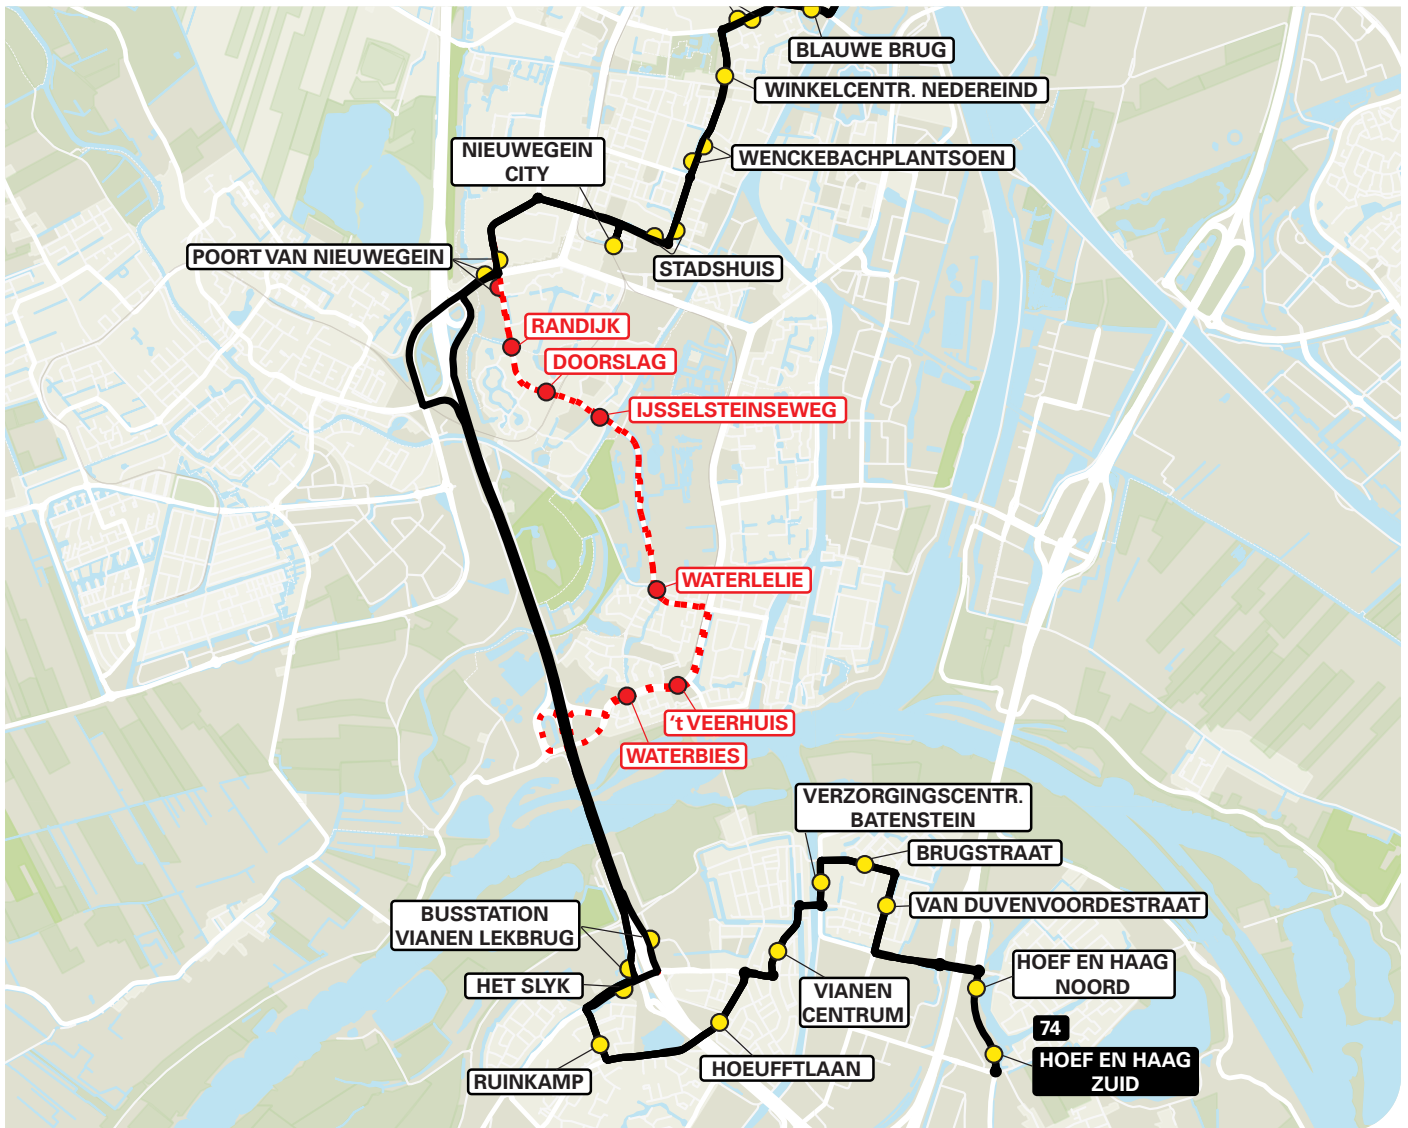 BLAUWE BRUG
WINKELCENTR. NEDEREIND
NIEUWEGEIN
CITY
WENCKEBACHPLANTSOEN
POORT VAN NIEUWEGEIN
STADSHUIS
RANDIJK
DOORSLAG
IJSSELSTEINSEWEG
WATERLELIE
‘t VEERHUIS
WATERBIES
VERZORGINGSCENTR.
BATENSTEIN
BRUGSTRAAT
VAN DUVENVOORDESTRAAT
BUSSTATION
VIANEN LEKBRUG
HOEF EN HAAG
NOORD
HET SLYK
VIANEN
CENTRUM
74
HOEUFFTLAAN
HOEF EN HAAG
ZUID
RUINKAMP